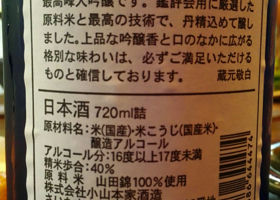 最高峰大吟醸です。鑑評会用に厳選した
原料米と最高の技術で、丹精込めて醸し
ました。上品な吟醸香と口のなかに広がる
格別な味わいは、必ずご満足いただける
ものと確信しております。 蔵元敬白
日本酒 720ml詰
原材料名:米(国産)・米こうじ(国産米)・
醸造アルコール
アルコール分:16度以上17度未満
精米歩合:40%
原料米 山田錦100%使用
株式会社小山本家酒造